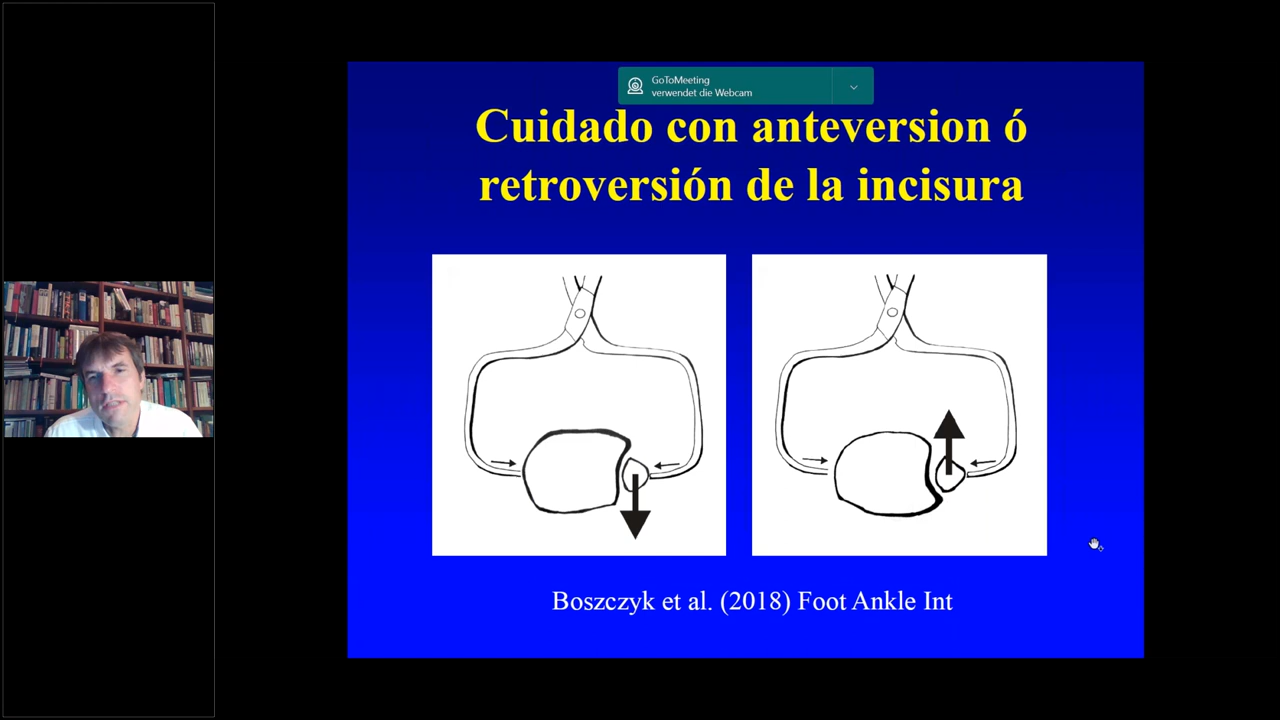 GoToMeeting
verwendet die Webcam
Cuidado con anteversion ó
retroversión de la incisura
Boszczyk et al. (2018) Foot Ankle Int